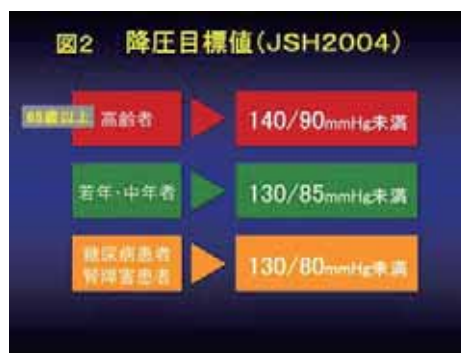 図2 降圧目標値(JSH2004)
65歳以上 高齢者 140/90mmHg未満
若年・中年者 130/85mmHg未満
糖尿病患者
腎障害患者 130/80mmHg未満